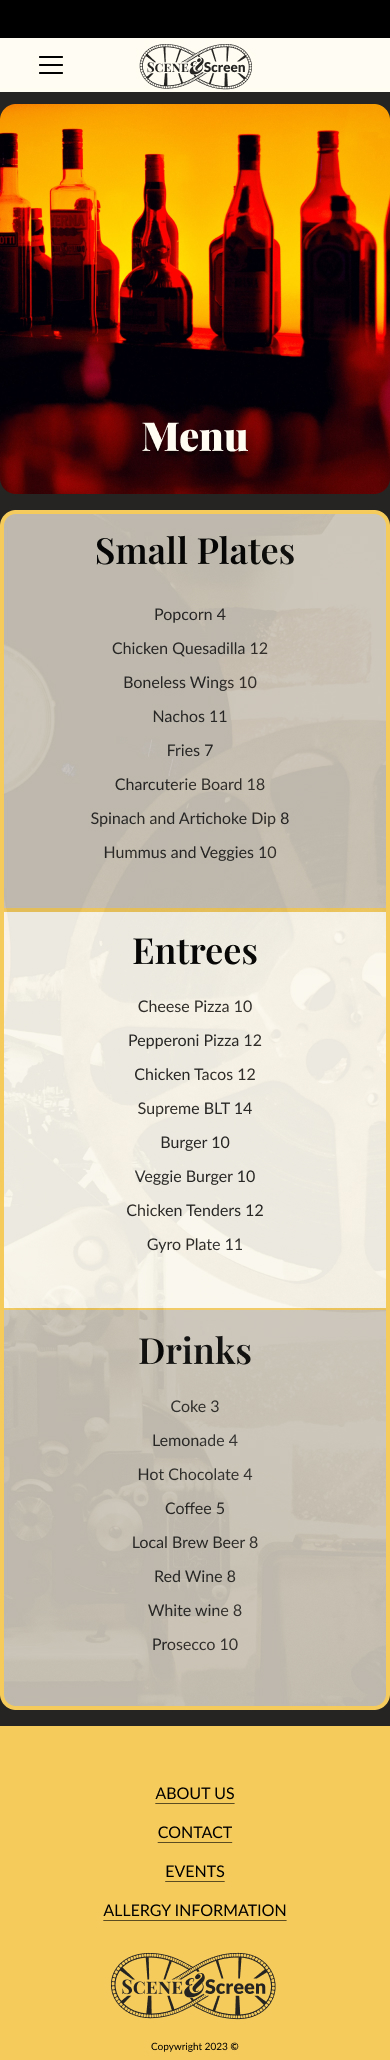 SCENE & Screen
Menu
Small Plates
Popcorn 4
Chicken Quesadilla 12
Boneless Wings 10
Nachos 11
Fries 7
Charcuterie Board 18
Spinach and Artichoke Dip 8
Hummus and Veggies 10
Entrees
Cheese Pizza 10
Pepperoni Pizza 12
Chicken Tacos 12
Supreme BLT 14
Burger 10
Veggie Burger 10
Chicken Tenders 12
Gyro Plate 11
Drinks
Coke 3
Lemonade 4
Hot Chocolate 4
Coffee 5
Local Brew Beer 8
Red Wine 8
White wine 8
Prosecco 10
ABOUT US
CONTACT
EVENTS
ALLERGY INFORMATION
SCENE & Screen
Copywright 2023 ©